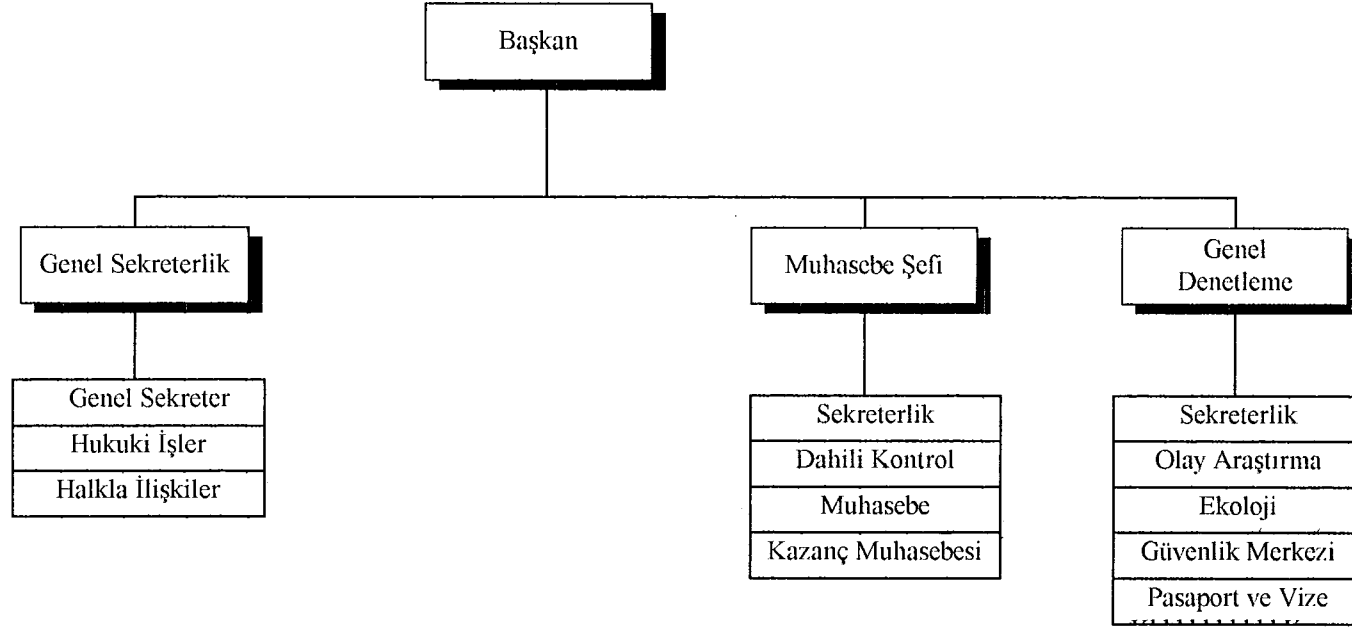 Başkan
Genel Sekreterlik
Muhasebe Şefi
Genel
Denetleme
Genel Sekreter
Hukuki İşler
Halkla İlişkiler
Sekreterlik
Dahili Kontrol
Muhasebe
Kazanç Muhasebesi
Sekreterlik
Olay Araştırma
Ekoloji
Güvenlik Merkezi
Pasaport ve Vize